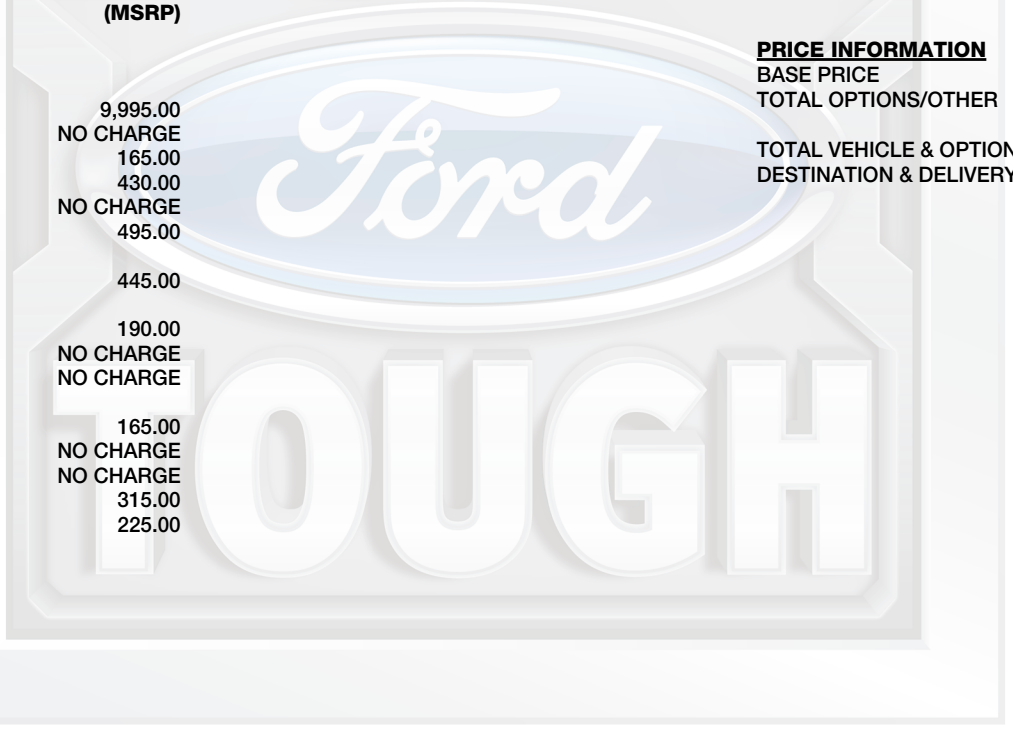 (MSRP)
9,995.00
NO CHARGE
165.00
430.00
NO CHARGE
495.00
445.00
190.00
NO CHARGE
NO CHARGE
165.00
NO CHARGE
NO CHARGE
315.00
225.00
PRICE INFORMATION
BASE PRICE
TOTAL OPTIONS/OTHER
TOTAL VEHICLE & OPTION
DESTINATION & DELIVERY
Ford
TOUGH